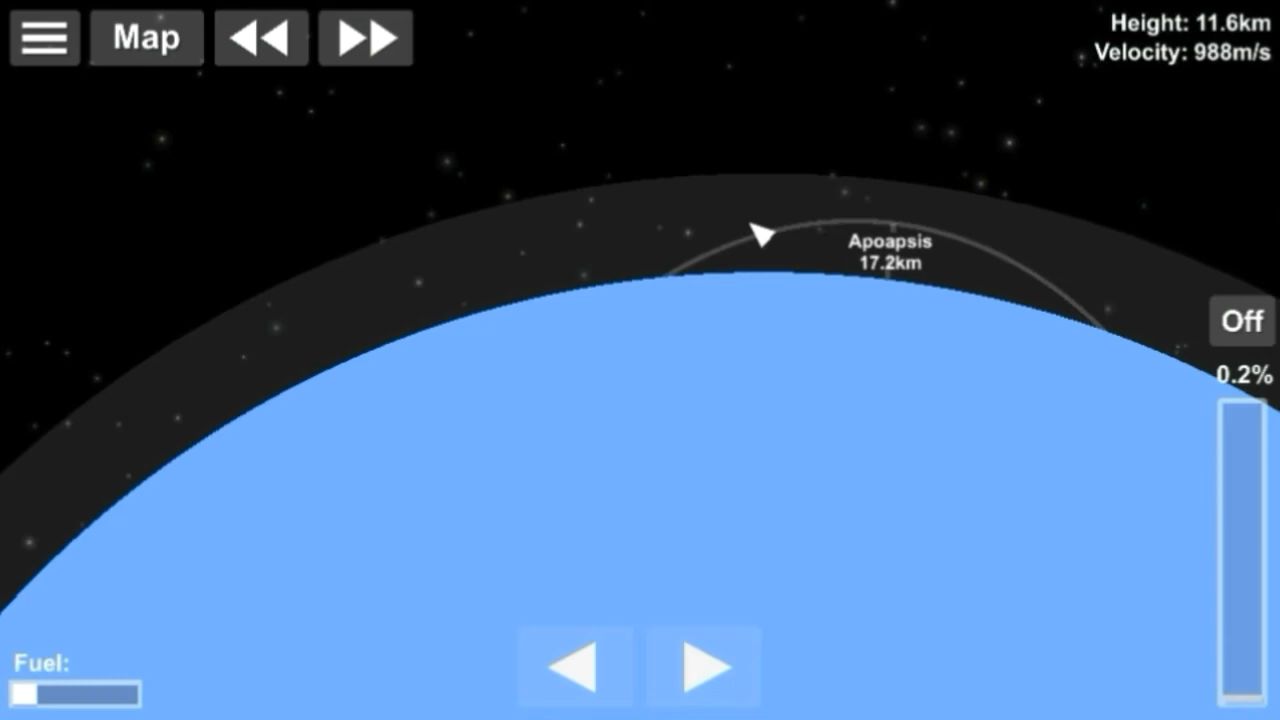 Map
Height: 11.6km
Velocity: 988m/s
Apoapsis
17.2km
Off
0.2%
Fuel: